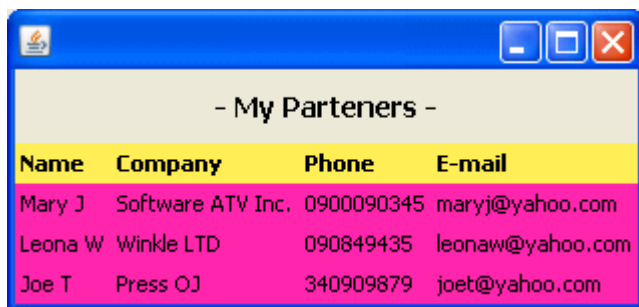 - My Parteners -
Name Company Phone E-mail
Mary J Software ATV Inc. 0900090345 maryj@yahoo.com
Leona W Winkle LTD 090849435 leonaw@yahoo.com
Joe T Press OJ 340909879 joet@yahoo.com